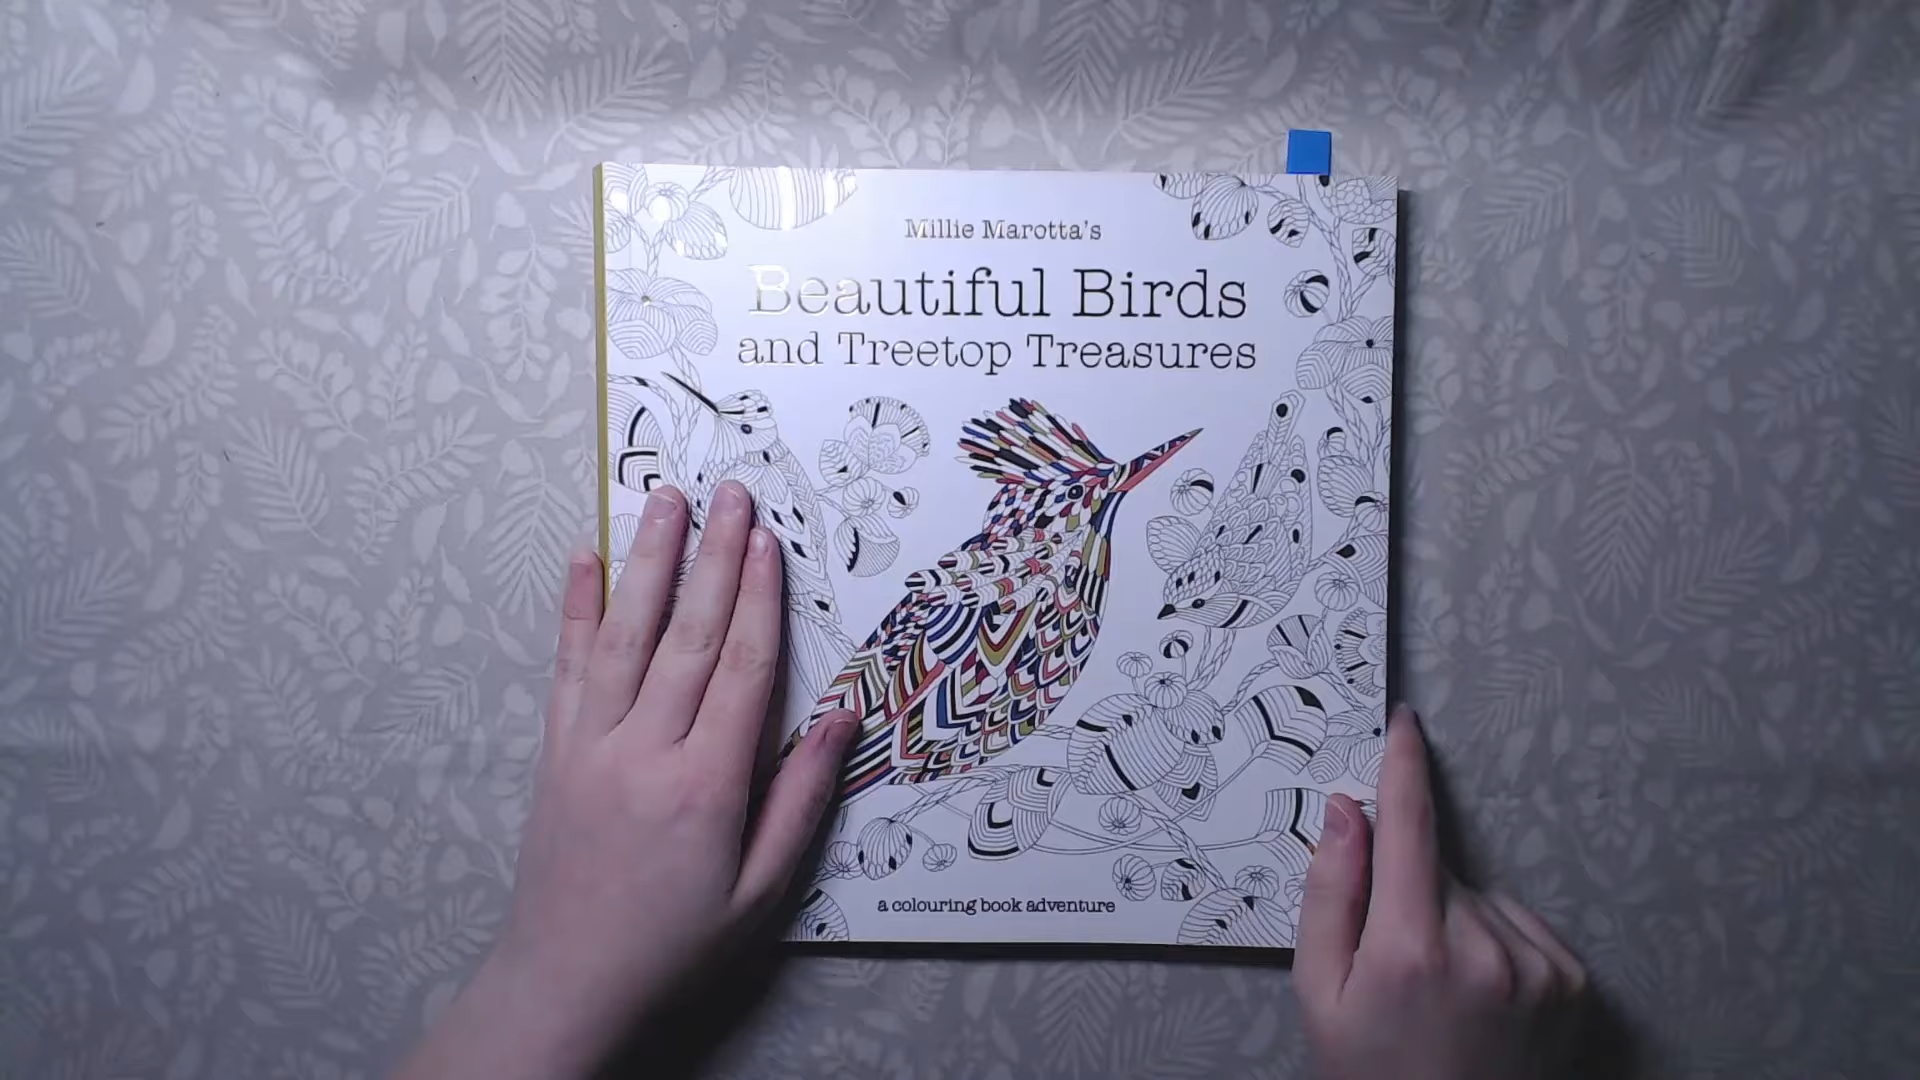 Millie Marotta's
Beautiful Birds
and Treetop Treasures
a colouring book adventure